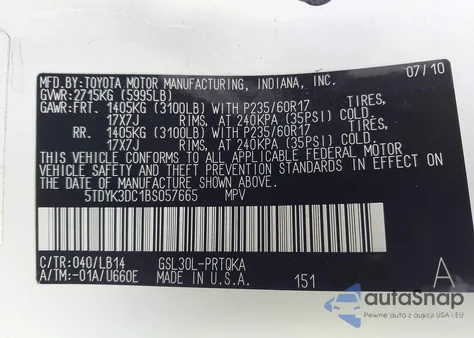 MFD.BY:TOYOTA MOTOR MANUFACTURING, INDIANA, INC. 07/10
GVWR:2715KG (5995LB)
GAWR:FRT. 1405KG (3100LB) WITH P235/60R17 TIRES,
17X7J RIMS, AT 240KPA (35PSI) COLD.
RR. 1405KG (3100LB) WITH P235/60R17 TIRES,
17X7J RIMS, AT 240KPA (35PSI) COLD.
THIS VEHICLE CONFORMS TO ALL APPLICABLE FEDERAL MOTOR
VEHICLE SAFETY AND THEFT PREVENTION STANDARDS IN EFFECT ON
THE DATE OF MANUFACTURE SHOWN ABOVE.
5TDYK3DC1BS057665 MPV
C/TR:040/LB14 GSL30L-PRTQKA
A/TM:-01A/U660E MADE IN U.S.A. 151 A
autoSnap
Pewne auta z aukcji USA i EU